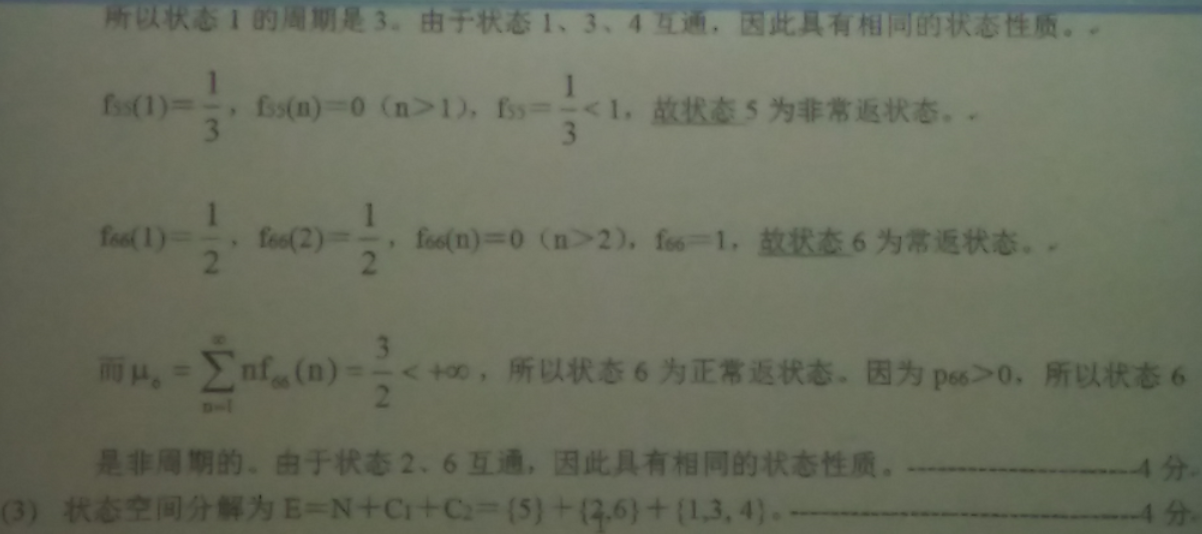 所以状态 1 的周期是 3。由于状态 1、3、4 互通，因此具有相同的状态性质。
f55(1)=1/3，f55(n)=0（n>1），f55=1/3<1，故状态 5 为非常返状态。
f66(1)=1/2，f66(2)=1/2，f66(n)=0（n>2），f66=1，故状态 6 为常返状态。
而 μ6 = ∑_{n=1}^{∞} nf66(n) = 3/2 < +∞，所以状态 6 为正常返状态。因为 p66>0，所以状态 6
是非周期的。由于状态 2、6 互通，因此具有相同的状态性质。--------------------4 分
(3) 状态空间分解为 E=N+C1+C2={5}+{2,6}+{1,3, 4}。------------------------------4 分